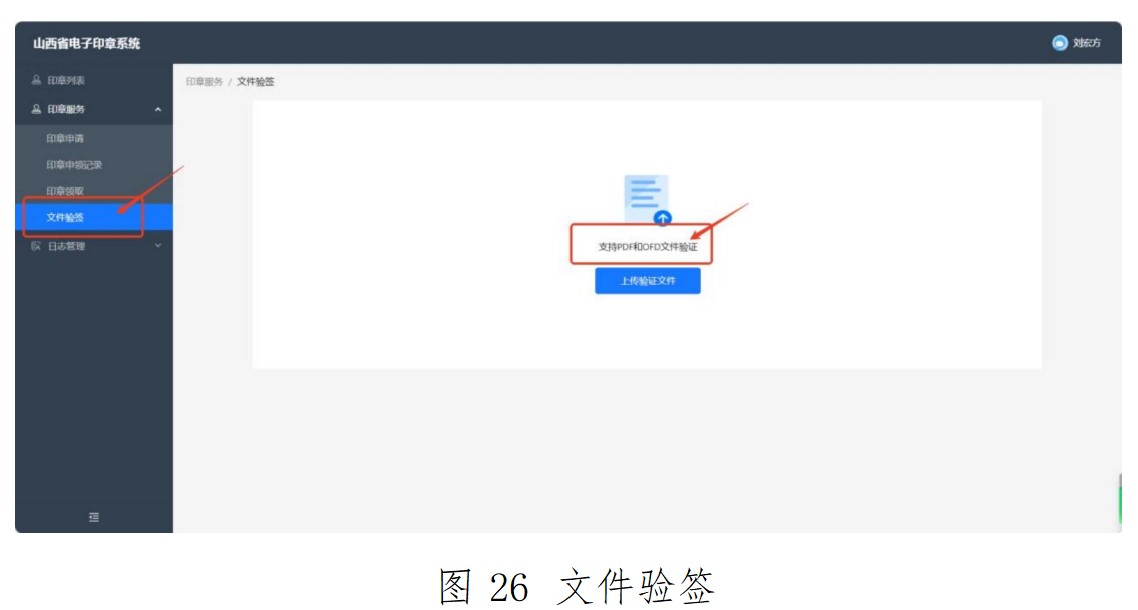 山西省电子印章系统
刘宏方
印章列表
印章服务 / 文件验签
印章服务
印章申请
印章申领记录
印章领取
文件验签
日志管理
支持PDF和OFD文件验证
上传验证文件
图 26 文件验签